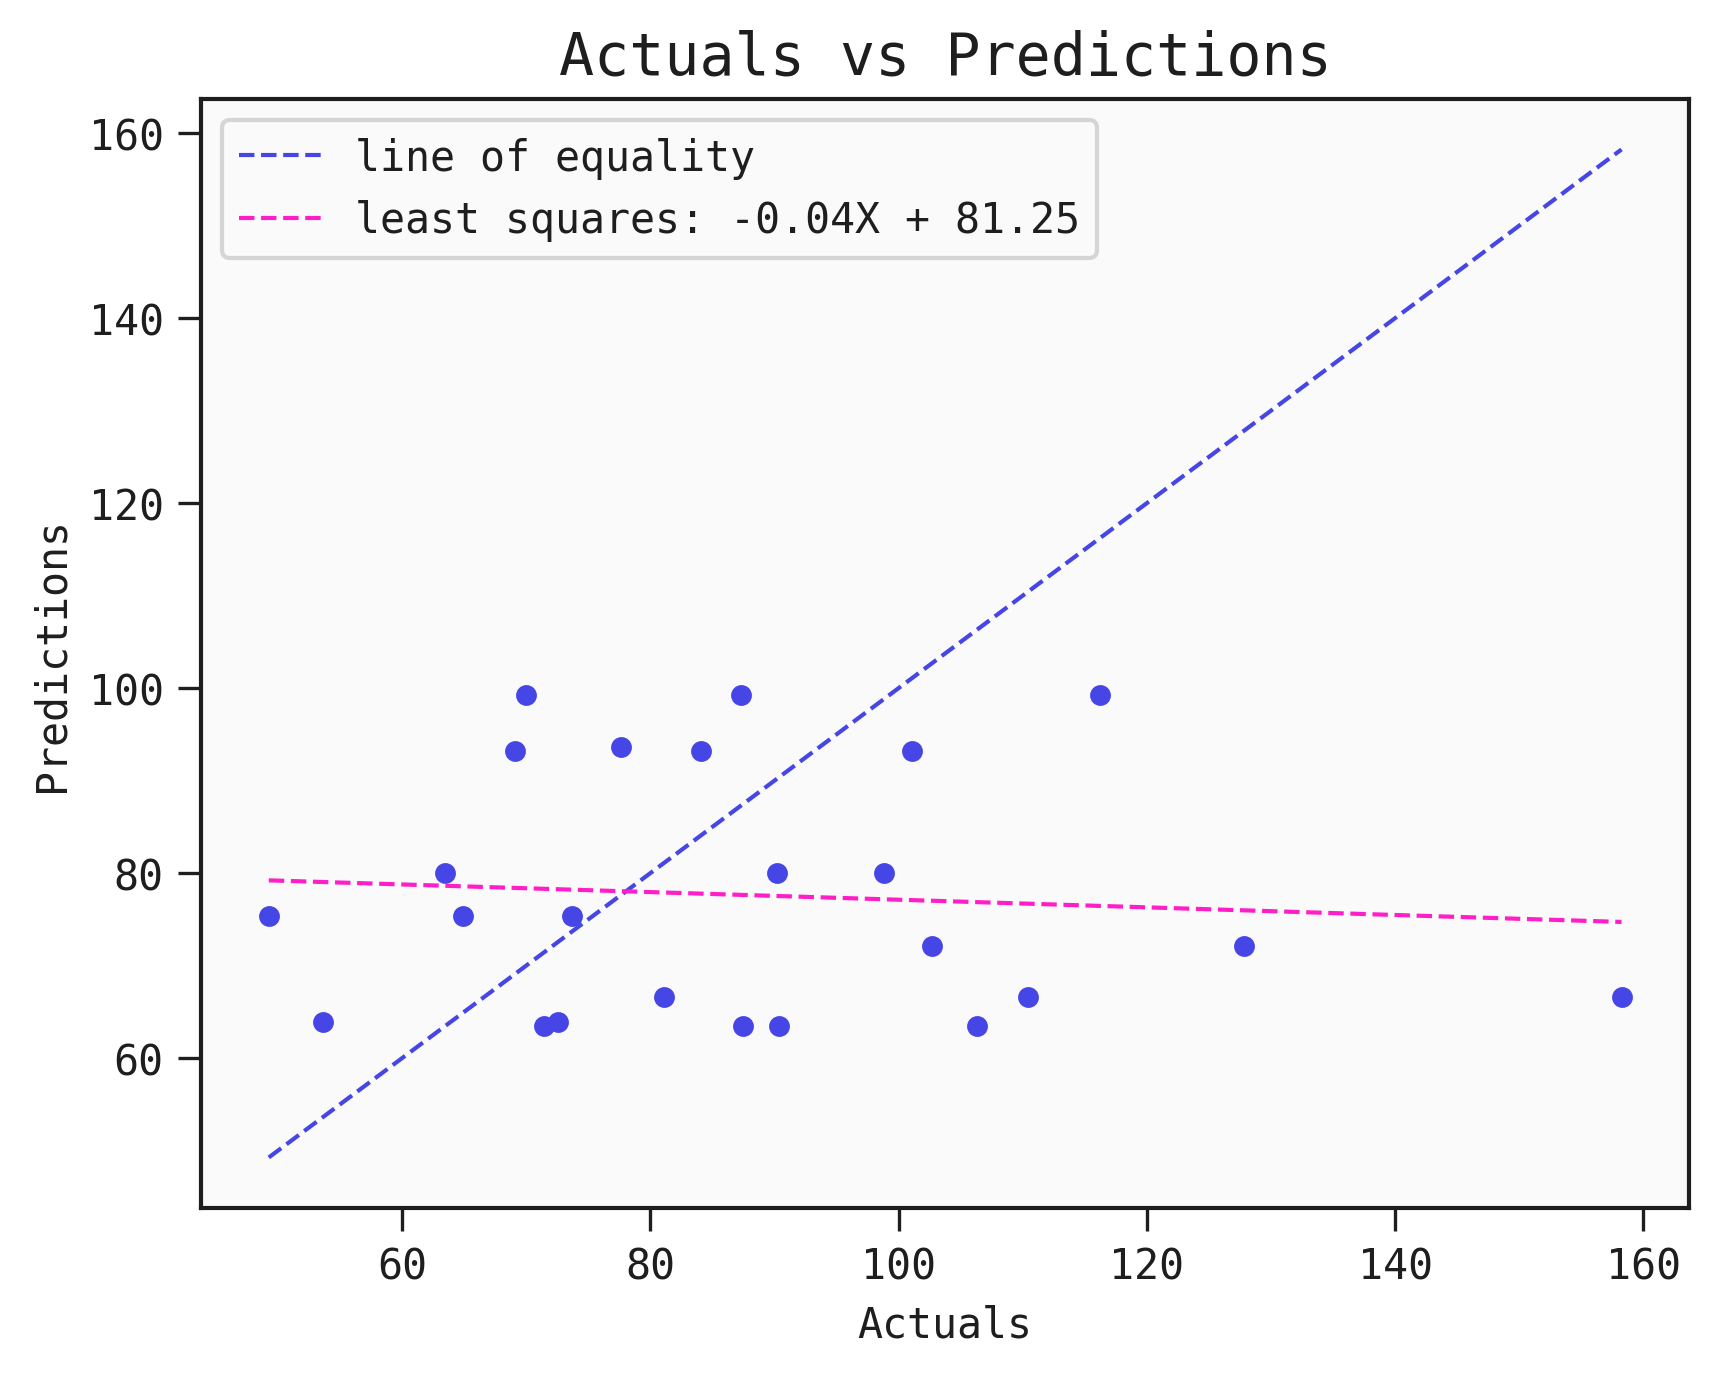 Actuals vs Predictions
line of equality
least squares: -0.04X + 81.25
160
140
120
100
80
60
Predictions
60 80 100 120 140 160
Actuals